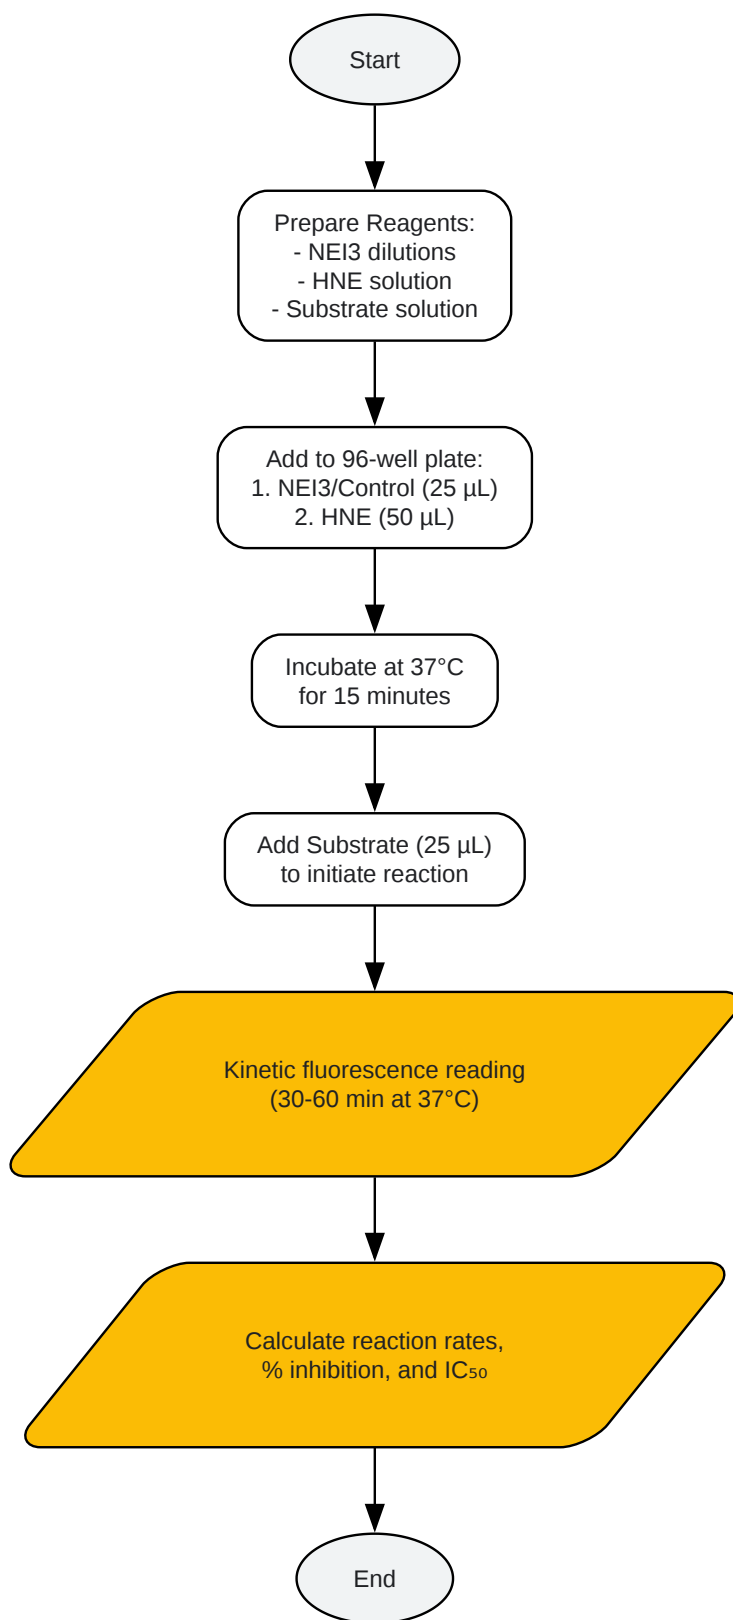 Start
Prepare Reagents:
- NEI3 dilutions
- HNE solution
- Substrate solution
Add to 96-well plate:
1. NEI3/Control (25 µL)
2. HNE (50 µL)
Incubate at 37°C
for 15 minutes
Add Substrate (25 µL)
to initiate reaction
Kinetic fluorescence reading
(30-60 min at 37°C)
Calculate reaction rates,
% inhibition, and IC₅₀
End